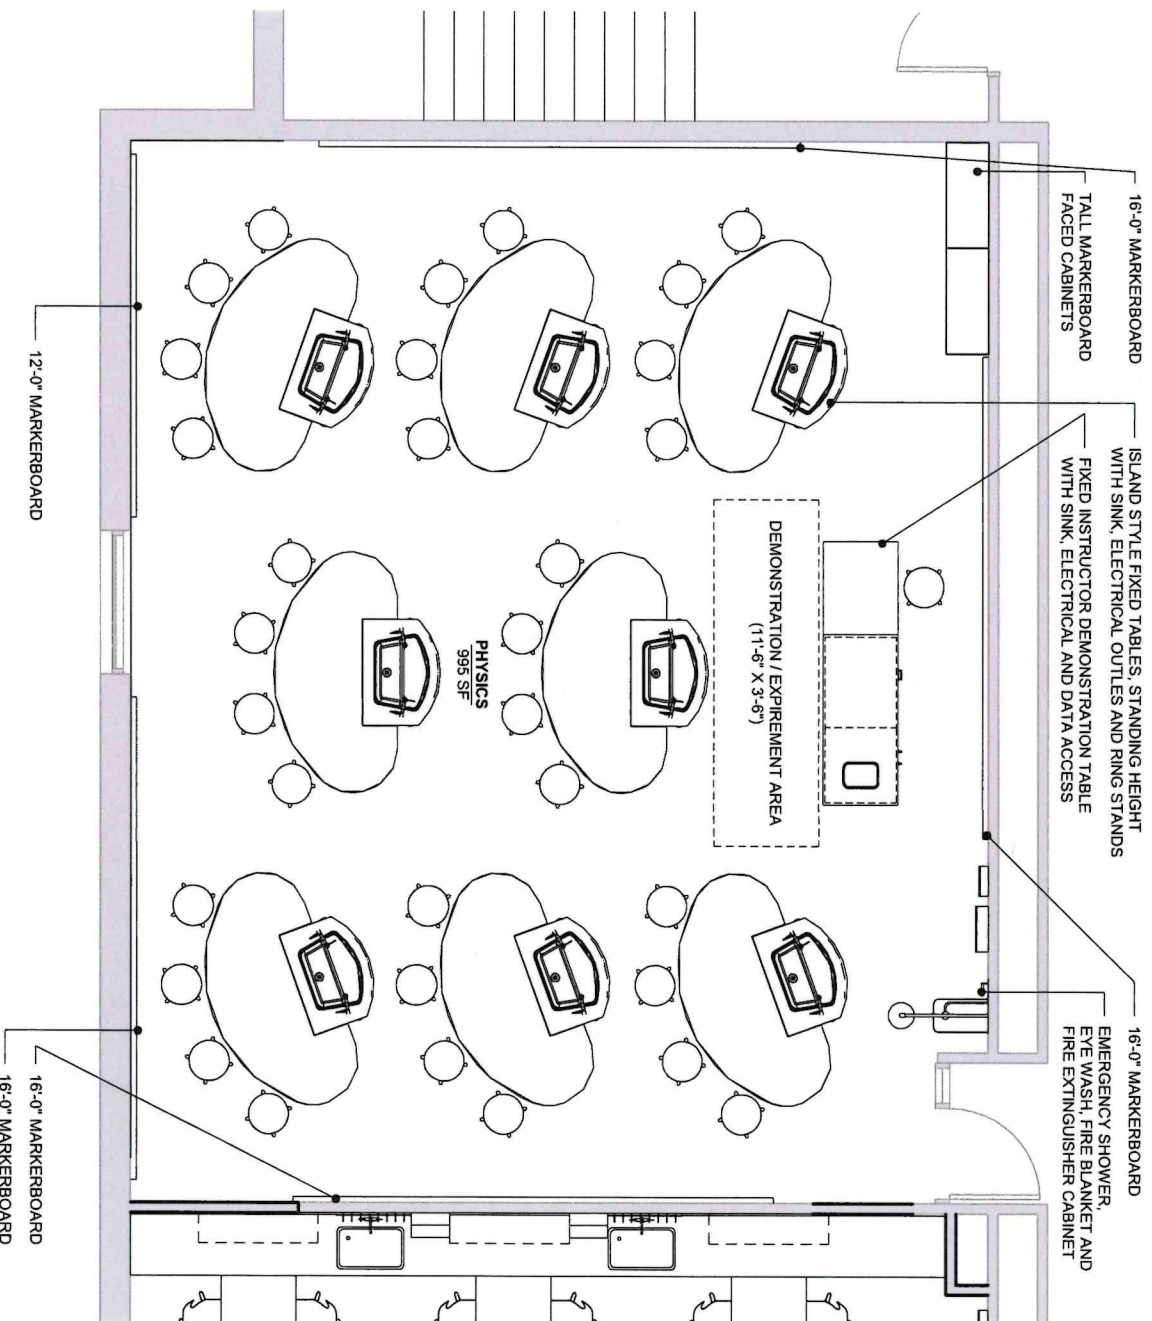 16'-0" MARKERBOARD
TALL MARKERBOARD
FACED CABINETS
ISLAND STYLE FIXED TABLES, STANDING HEIGHT
WITH SINK, ELECTRICAL OUTLES AND RING STANDS
FIXED INSTRUCTOR DEMONSTRATION TABLE
WITH SINK, ELECTRICAL AND DATA ACCESS
16'-0" MARKERBOARD
EMERGENCY SHOWER,
EYE WASH, FIRE BLANKET AND
FIRE EXTINGUISHER CABINET
DEMONSTRATION / EXPIREMENT AREA
(11'-6" X 3'-6")
PHYSICS
995 SF
12'-0" MARKERBOARD
16'-0" MARKERBOARD
16'-0" MARKERBOARD